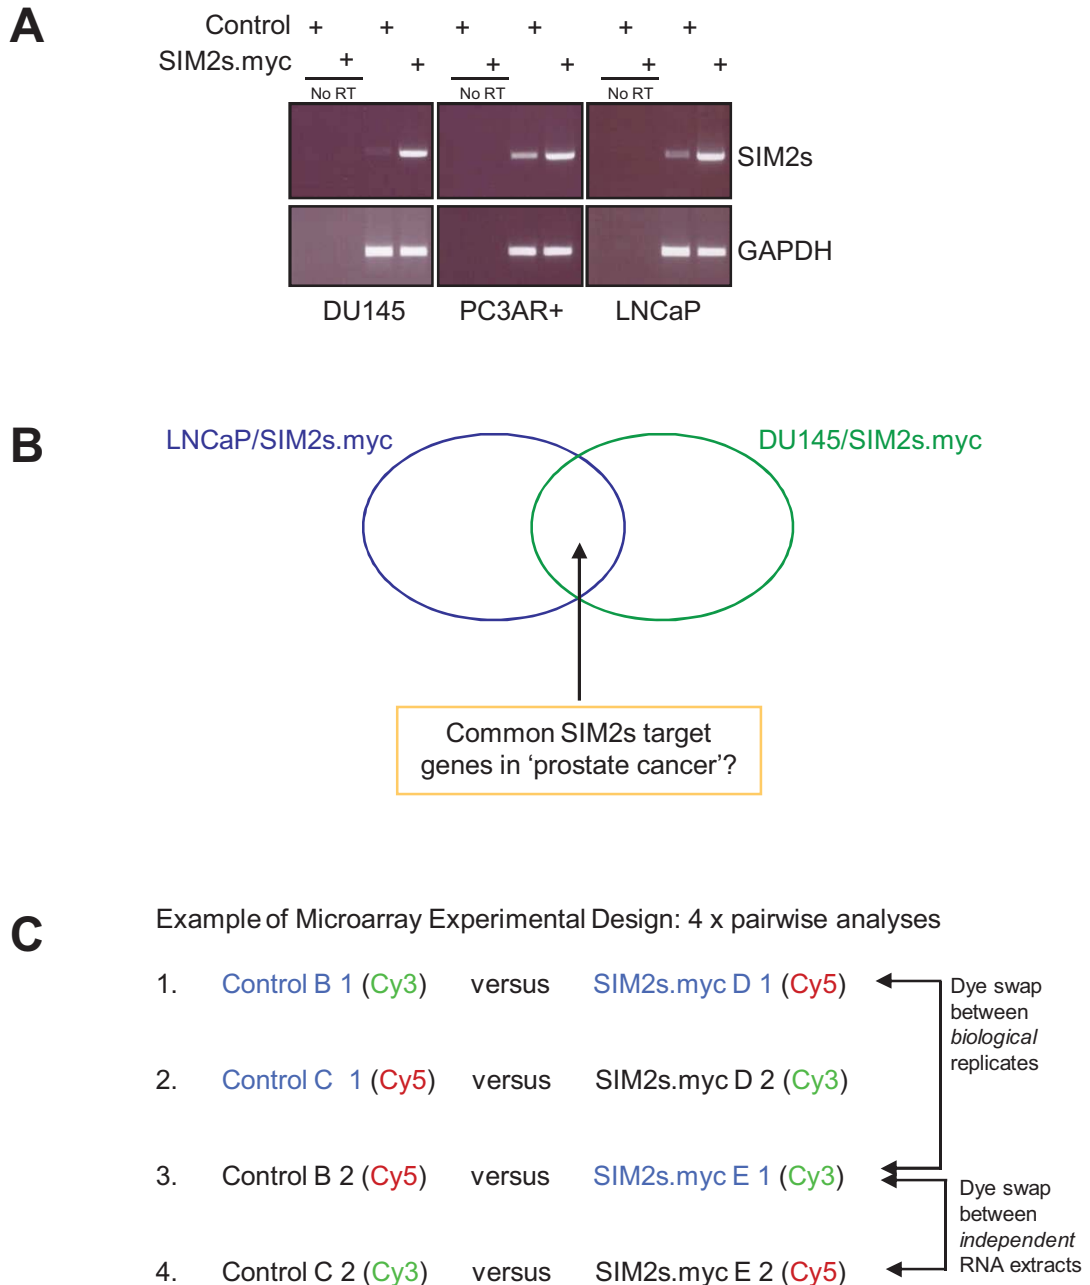 A
Control + + + + + +
SIM2s.myc + + + + + +
No RT No RT No RT
SIM2s
GAPDH
DU145 PC3AR+ LNCaP
B
LNCaP/SIM2s.myc
DU145/SIM2s.myc
Common SIM2s target
genes in ‘prostate cancer’?
C
Example of Microarray Experimental Design: 4 x pairwise analyses
1. Control B 1 (Cy3) versus SIM2s.myc D 1 (Cy5)
2. Control C 1 (Cy5) versus SIM2s.myc D 2 (Cy3)
3. Control B 2 (Cy5) versus SIM2s.myc E 1 (Cy3)
4. Control C 2 (Cy3) versus SIM2s.myc E 2 (Cy5)
Dye swap
between
biological
replicates
Dye swap
between
independent
RNA extracts